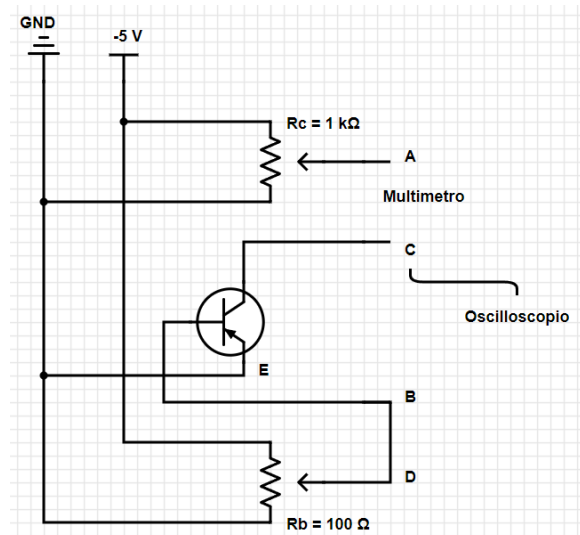 GND
-5 V
Rc = 1 kΩ
A
Multimetro
C
Oscilloscopio
E
B
D
Rb = 100 Ω